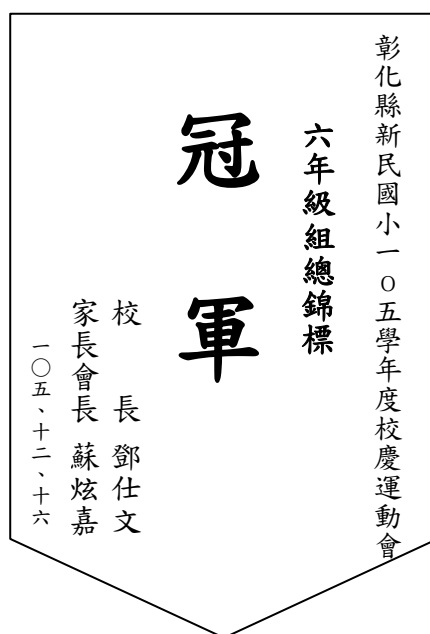 彰化縣新民國小一０五學年度校慶運動會
六年級組總錦標
冠軍
校長 鄧仕文
家長會長 蘇炫嘉
一〇五、十二、十六